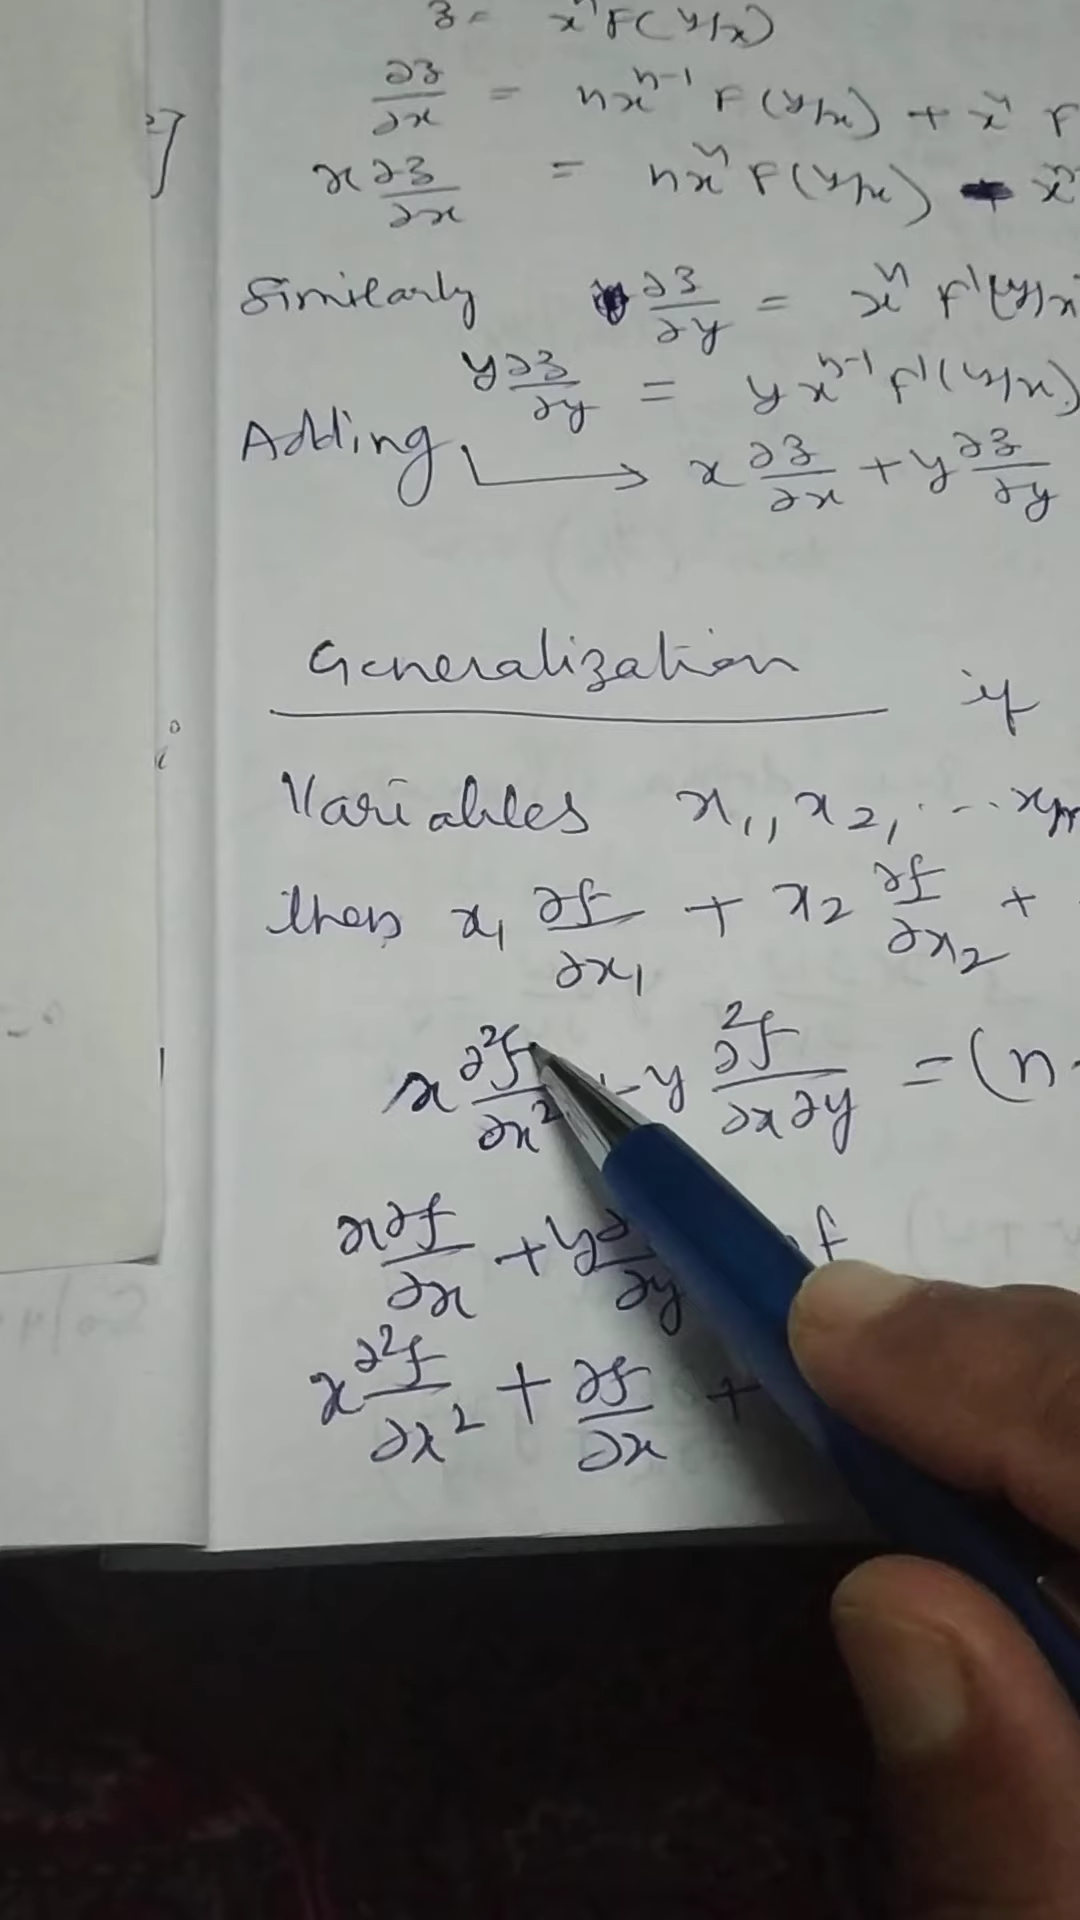 z = xⁿ F(y/x)
∂z/∂x = nxⁿ⁻¹ F(y/x) + xⁿ F
x ∂z/∂x = nxⁿ F(y/x) - xⁿ
Similarly ∂z/∂y = xⁿ F'(y/x
y ∂z/∂y = y xⁿ⁻¹ F'(y/x)
Adding → x ∂z/∂x + y ∂z/∂y
Generalization if
Variables x₁, x₂, ... xₘ
then x₁ ∂f/∂x₁ + x₂ ∂f/∂x₂ +
x ∂²f/∂x² + y ∂²f/∂x∂y = (n-
x ∂f/∂x + y ∂/∂y f
x ∂²f/∂x² + ∂f/∂x +